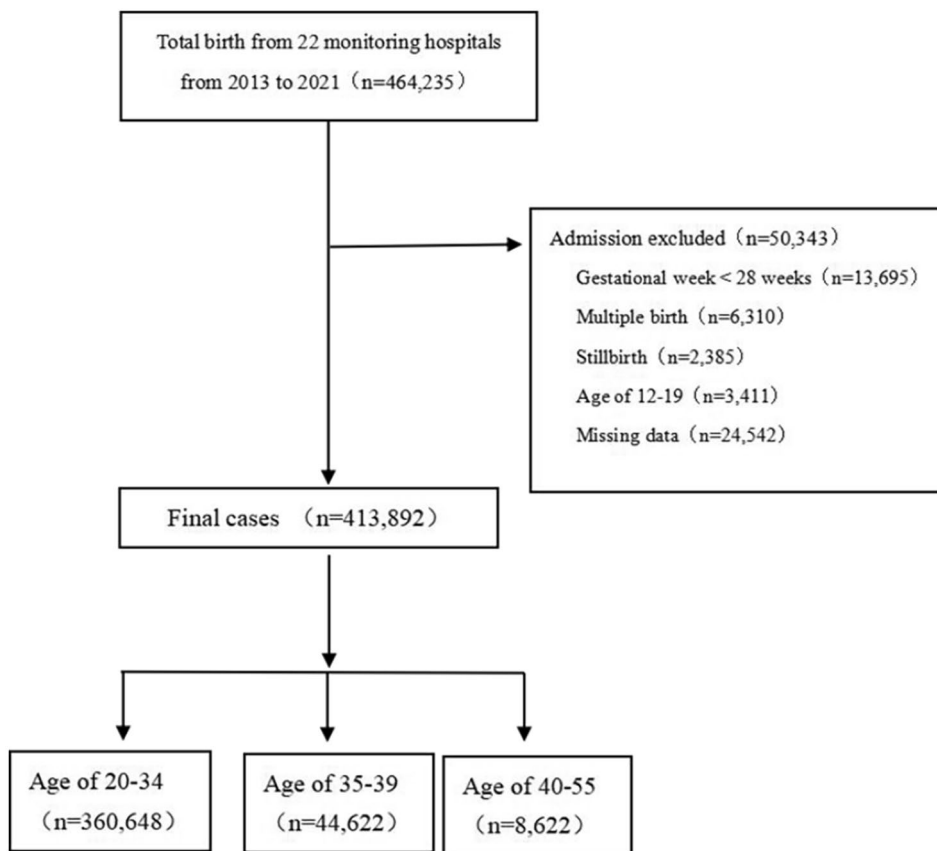 Total birth from 22 monitoring hospitals
from 2013 to 2021（n=464,235）
Admission excluded（n=50,343）
Gestational week < 28 weeks（n=13,695）
Multiple birth（n=6,310）
Stillbirth（n=2,385）
Age of 12-19（n=3,411）
Missing data（n=24,542）
Final cases （n=413,892）
Age of 20-34
（n=360,648）
Age of 35-39
（n=44,622）
Age of 40-55
（n=8,622）